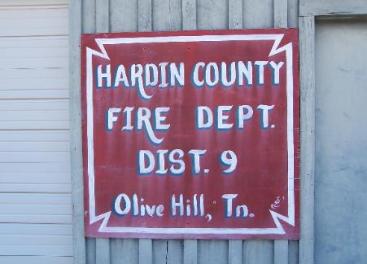 HARDIN COUNTY
FIRE DEPT.
DIST. 9
Olive Hill, Tn.